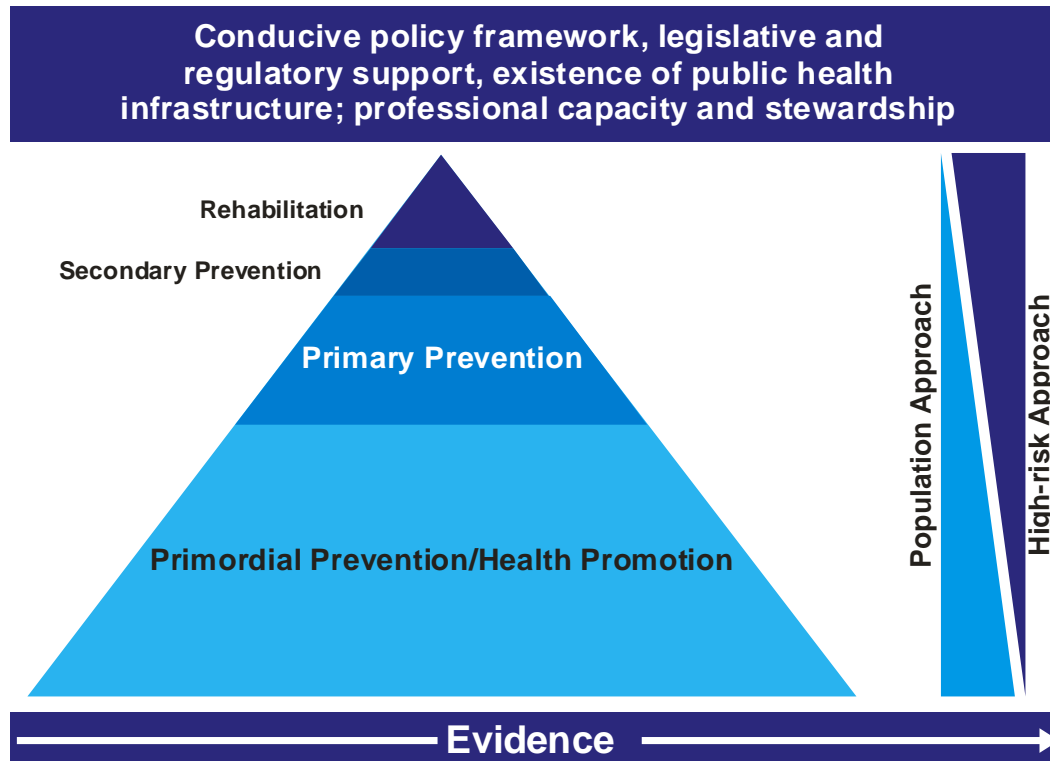 Conducive policy framework, legislative and
regulatory support, existence of public health
infrastructure; professional capacity and stewardship
Rehabilitation
Secondary Prevention
Primary Prevention
Primordial Prevention/Health Promotion
Population Approach
High-risk Approach
Evidence